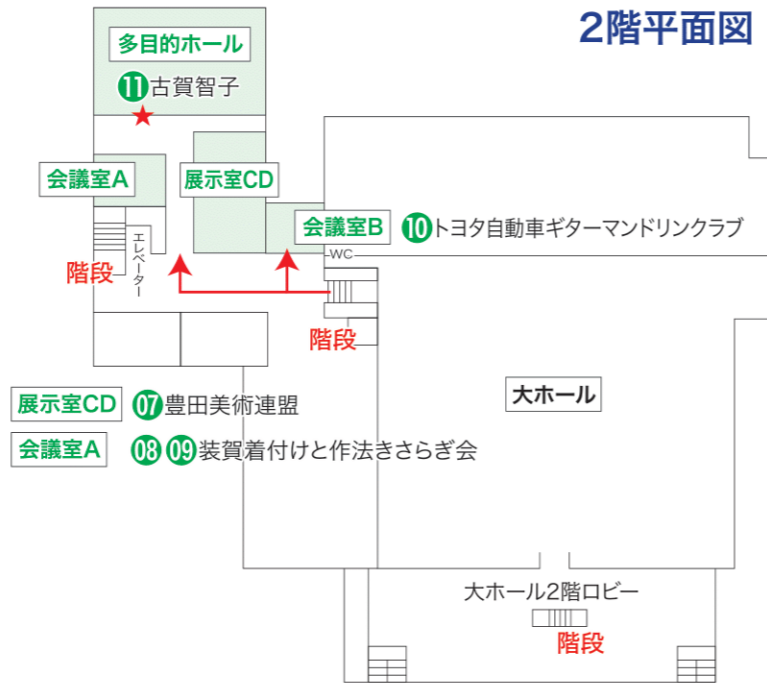 2階平面図
多目的ホール
⓫古賀智子
★
会議室A
展示室CD
会議室B ❿トヨタ自動車ギターマンドリンクラブ
WC
エレベーター
階段
階段
大ホール
展示室CD 07豊田美術連盟
会議室A 08 09装賀着付けと作法きさらぎ会
大ホール2階ロビー
階段